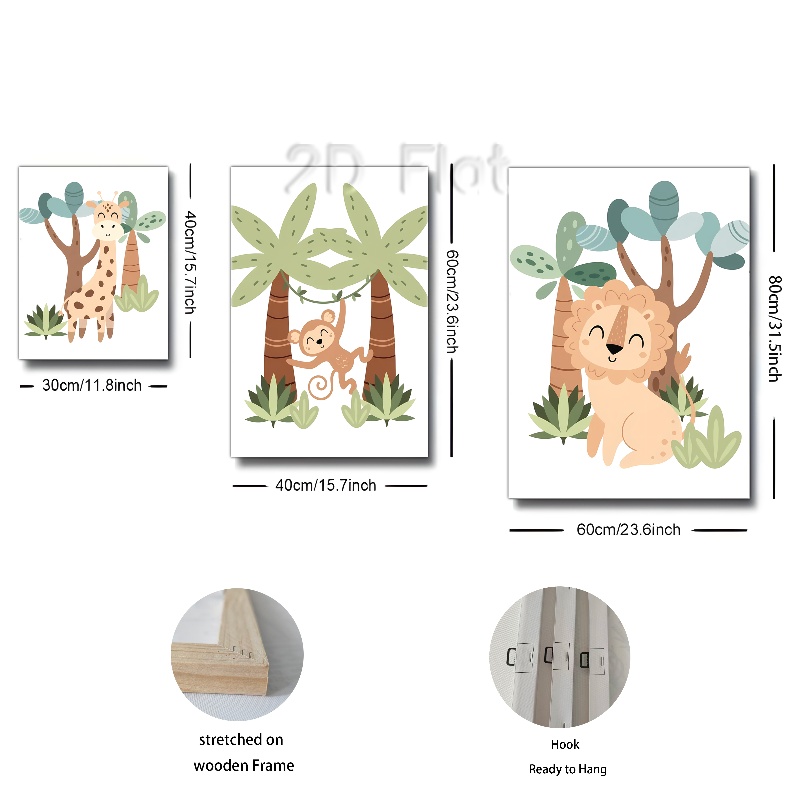 2D Flat
40cm/15.7inch
30cm/11.8inch
60cm/23.6inch
40cm/15.7inch
80cm/31.5inch
60cm/23.6inch
stretched on
wooden Frame
Hook
Ready to Hang